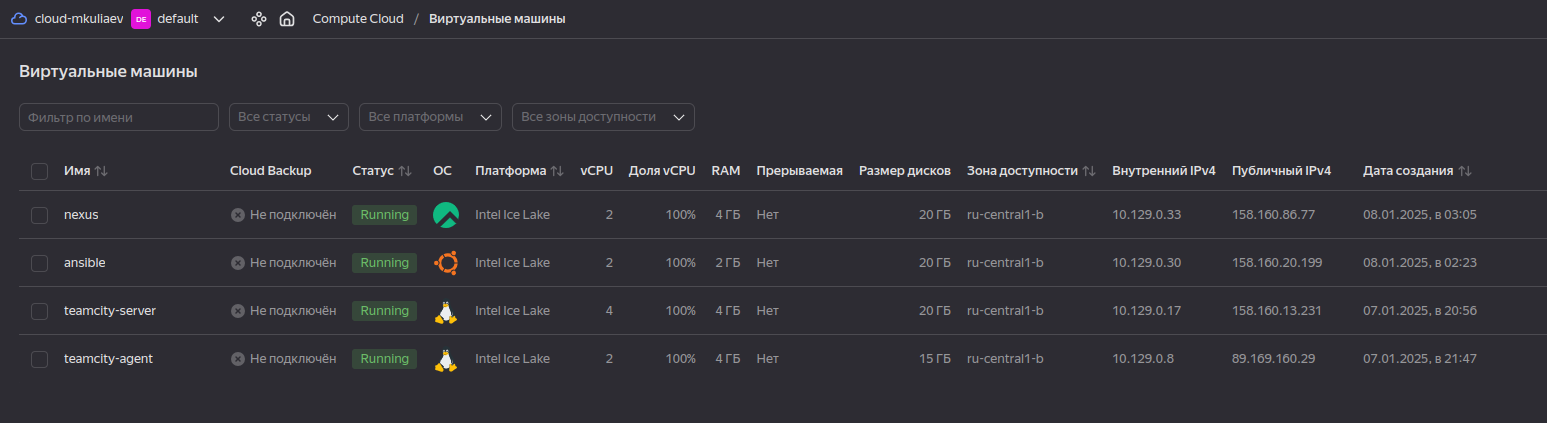 cloud-mkuliaev DE default Compute Cloud / Виртуальные машины
Виртуальные машины
Фильтр по имени Все статусы Все платформы Все зоны доступности
Имя Cloud Backup Статус ОС Платформа vCPU Доля vCPU RAM Прерываемая Размер дисков Зона доступности Внутренний IPv4 Публичный IPv4 Дата создания
nexus Не подключён Running Intel Ice Lake 2 100% 4 ГБ Нет 20 ГБ ru-central1-b 10.129.0.33 158.160.86.77 08.01.2025, в 03:05
ansible Не подключён Running Intel Ice Lake 2 100% 2 ГБ Нет 20 ГБ ru-central1-b 10.129.0.30 158.160.20.199 08.01.2025, в 02:23
teamcity-server Не подключён Running Intel Ice Lake 4 100% 4 ГБ Нет 20 ГБ ru-central1-b 10.129.0.17 158.160.13.231 07.01.2025, в 20:56
teamcity-agent Не подключён Running Intel Ice Lake 2 100% 4 ГБ Нет 15 ГБ ru-central1-b 10.129.0.8 89.169.160.29 07.01.2025, в 21:47